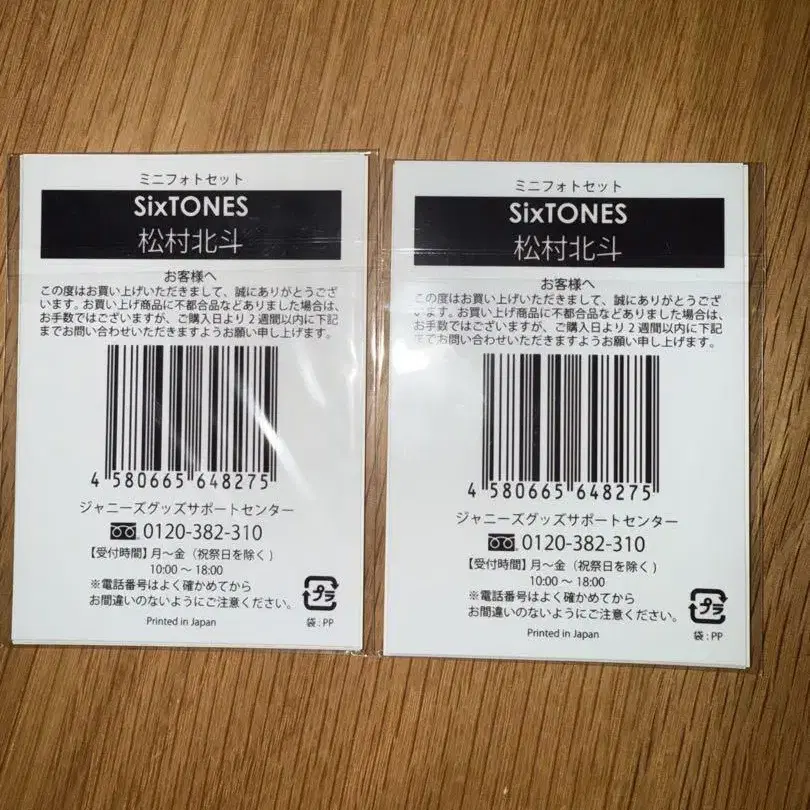 ミニフォトセット
SixTONES
松村北斗
お客様へ
この度はお買い上げいただきまして、誠にありがとうござ
います。お買い上げ商品に不都合品などありました場合は、
お手数ではございますが、ご購入日より2週間以内に下記
までお問い合わせいただきますようお願い申し上げます。
4 580665 648275
ジャニーズグッズサポートセンター
0120-382-310
【受付時間】月～金（祝祭日を除く)
10:00 ～ 18:00
※電話番号はよく確かめてから
お間違いのないようにご注意ください。
プラ
Printed in Japan
袋 : PP
ミニフォトセット
SixTONES
松村北斗
お客様へ
この度はお買い上げいただきまして、誠にありがとうござ
います。お買い上げ商品に不都合品などありました場合は、
お手数ではございますが、ご購入日より2週間以内に下記
までお問い合わせいただきますようお願い申し上げます。
4 580665 648275
ジャニーズグッズサポートセンター
0120-382-310
【受付時間】月～金（祝祭日を除く)
10:00 ～ 18:00
※電話番号はよく確かめてから
お間違いのないようにご注意ください。
プラ
Printed in Japan
袋 : PP